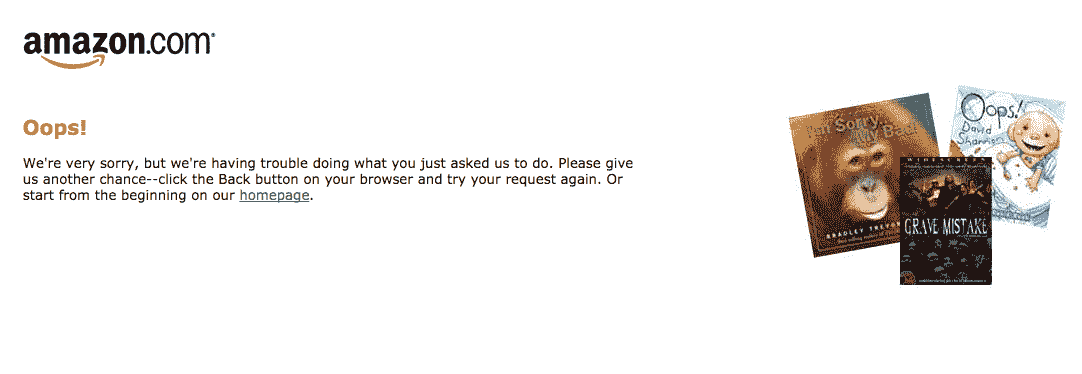 amazon.com
Oops!
We're very sorry, but we're having trouble doing what you just asked us to do. Please give
us another chance--click the Back button on your browser and try your request again. Or
start from the beginning on our homepage.
I'm Sorry...
My Bad!
BRADLEY TREVOR
Oops!
David
Shannon
WIDESCREEN
GRAVE MISTAKE